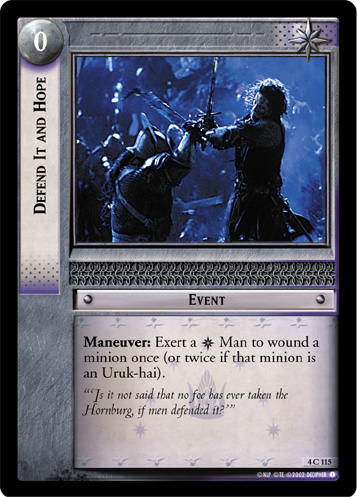 0
DEFEND IT AND HOPE
EVENT
Maneuver: Exert a Man to wound a
minion once (or twice if that minion is
an Uruk-hai).
“‘Is it not said that no foe has ever taken the
Hornburg, if men defended it?’”
4 C 115
© NLP ™ TE. © 2002 DECIPHER